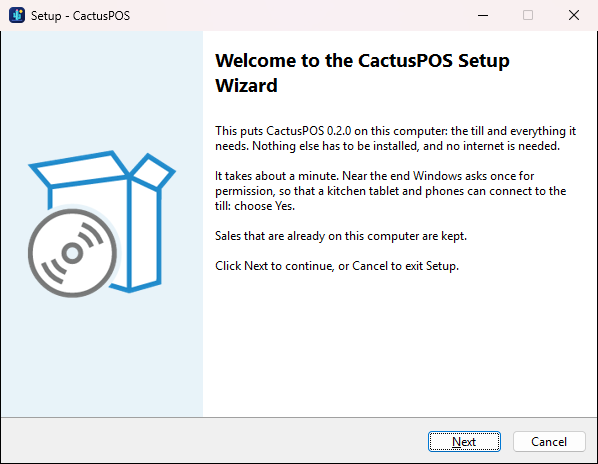 Setup - CactusPOS
Welcome to the CactusPOS Setup
Wizard
This puts CactusPOS 0.2.0 on this computer: the till and everything it
needs. Nothing else has to be installed, and no internet is needed.
It takes about a minute. Near the end Windows asks once for
permission, so that a kitchen tablet and phones can connect to the
till: choose Yes.
Sales that are already on this computer are kept.
Click Next to continue, or Cancel to exit Setup.
Next
Cancel